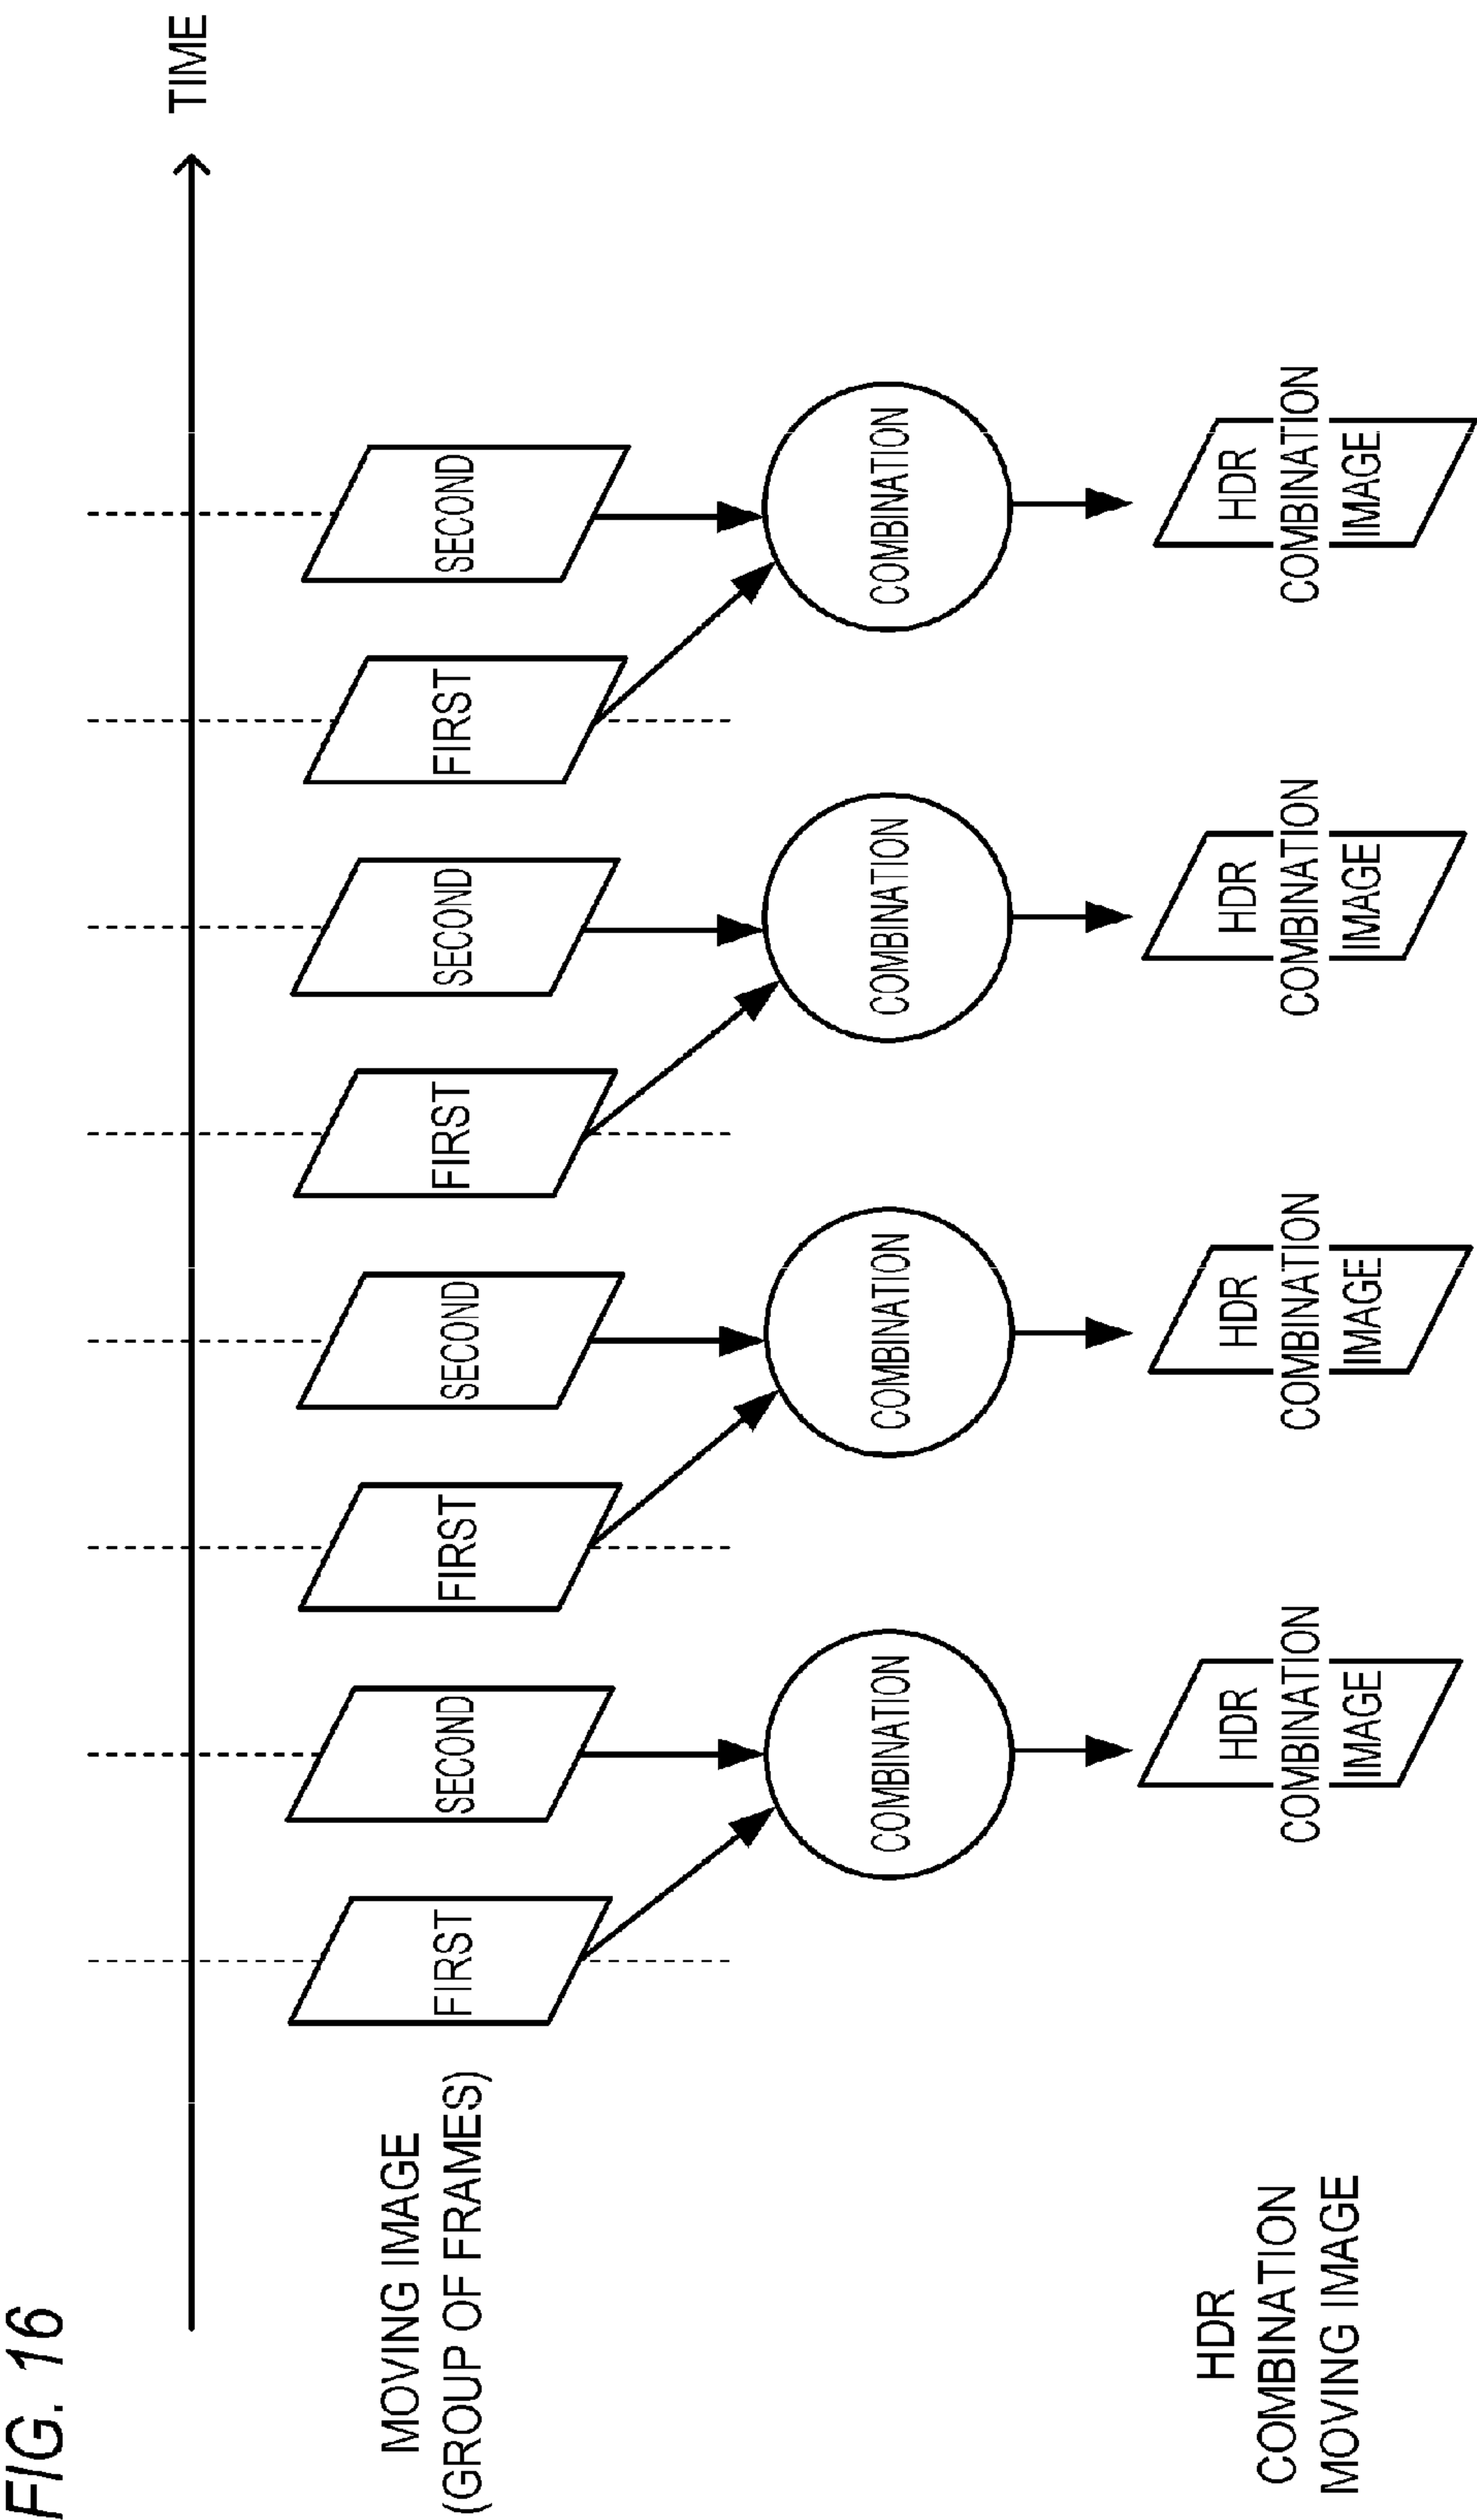 FIG. 16
TIME
MOVING IMAGE
(GROUP OF FRAMES)
FIRST
SECOND
FIRST
SECOND
FIRST
SECOND
FIRST
SECOND
COMBINATION
COMBINATION
COMBINATION
COMBINATION
HDR
COMBINATION
MOVING IMAGE
HDR
COMBINATION
IMAGE
HDR
COMBINATION
IMAGE
HDR
COMBINATION
IMAGE
HDR
COMBINATION
IMAGE